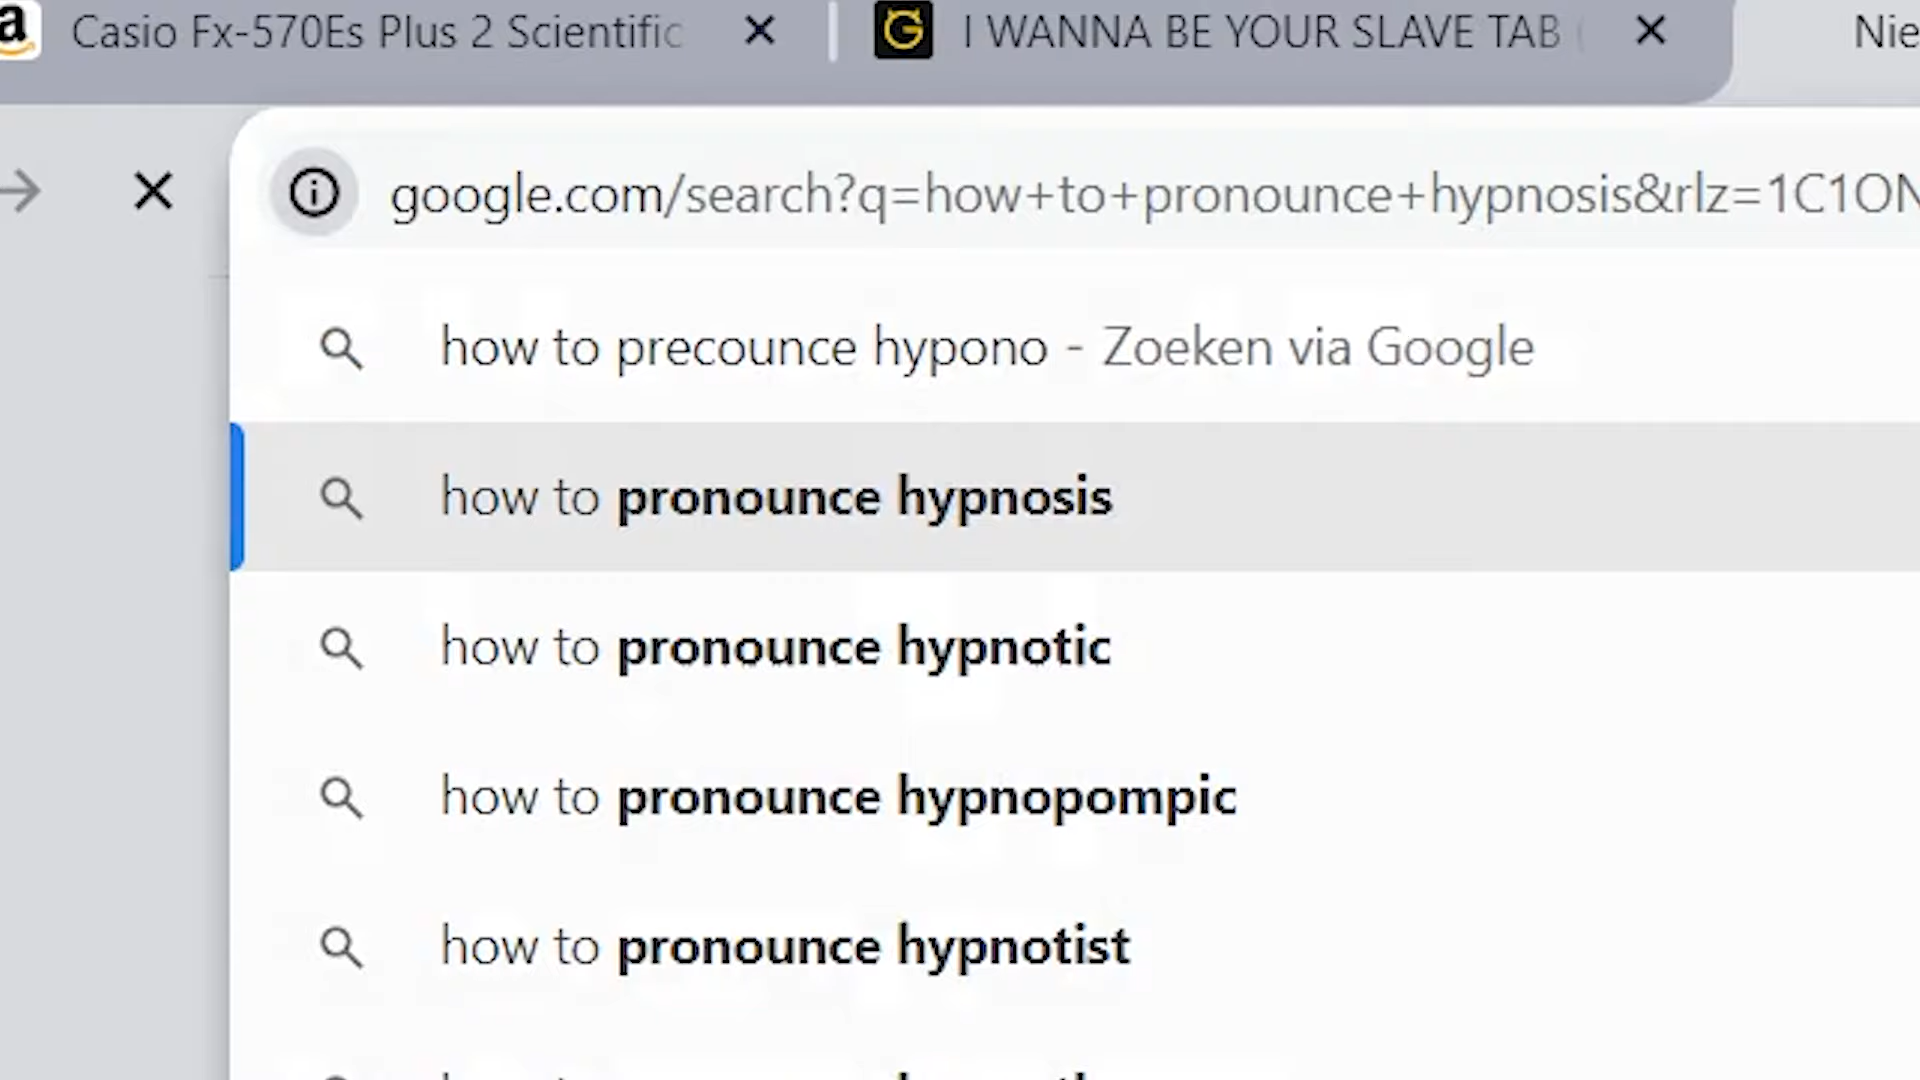 Casio Fx-570Es Plus 2 Scientific
I WANNA BE YOUR SLAVE TAB
Nie
google.com/search?q=how+to+pronounce+hypnosis&rlz=1C1ON
how to precounce hypono - Zoeken via Google
how to pronounce hypnosis
how to pronounce hypnotic
how to pronounce hypnopompic
how to pronounce hypnotist